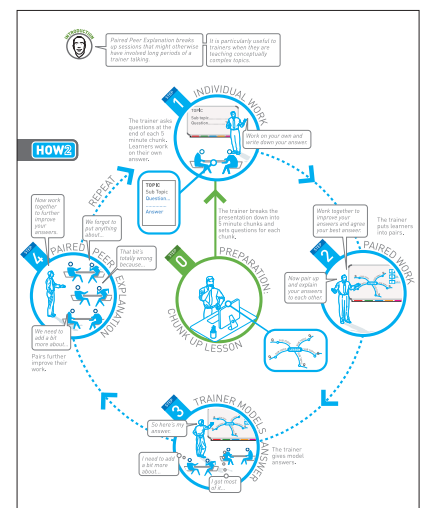 INTRODUCTION
Paired Peer Explanation breaks
up sessions that might otherwise
have involved long periods of a
trainer talking.
It is particularly useful to
trainers when they are
teaching conceptually
complex topics.
HOW2
STEP 0
PREPARATION:
CHUNK UP LESSON
The trainer breaks the
presentation down into
5 minute chunks and
sets questions for each
chunk.
STEP 1
INDIVIDUAL WORK
The trainer asks
questions at the
end of each 5
minute chunk.
Learners work
on their own
answer.
TOPIC
Sub topic
Question
Work on your own and
write down your answer.
TOPIC
Sub Topic
Question...
Answer
STEP 2
PAIRED WORK
Work together to
improve your
answers and agree
your best answer.
The trainer
puts learners
into pairs.
Now pair up
and explain
your answers
to each other.
STEP 3
TRAINER MODELS ANSWER
So here's my
answer.
The trainer
gives model
answers.
I need to add
a bit more
about...
I got most
of it...
STEP 4
PAIRED PEER EXPLANATION
Now work
together
to further
improve
your
answers.
We forgot to
put anything
about...
That bit's
totally wrong
because...
We need to
add a bit
more about...
Pairs further
improve their
work.
REPEAT